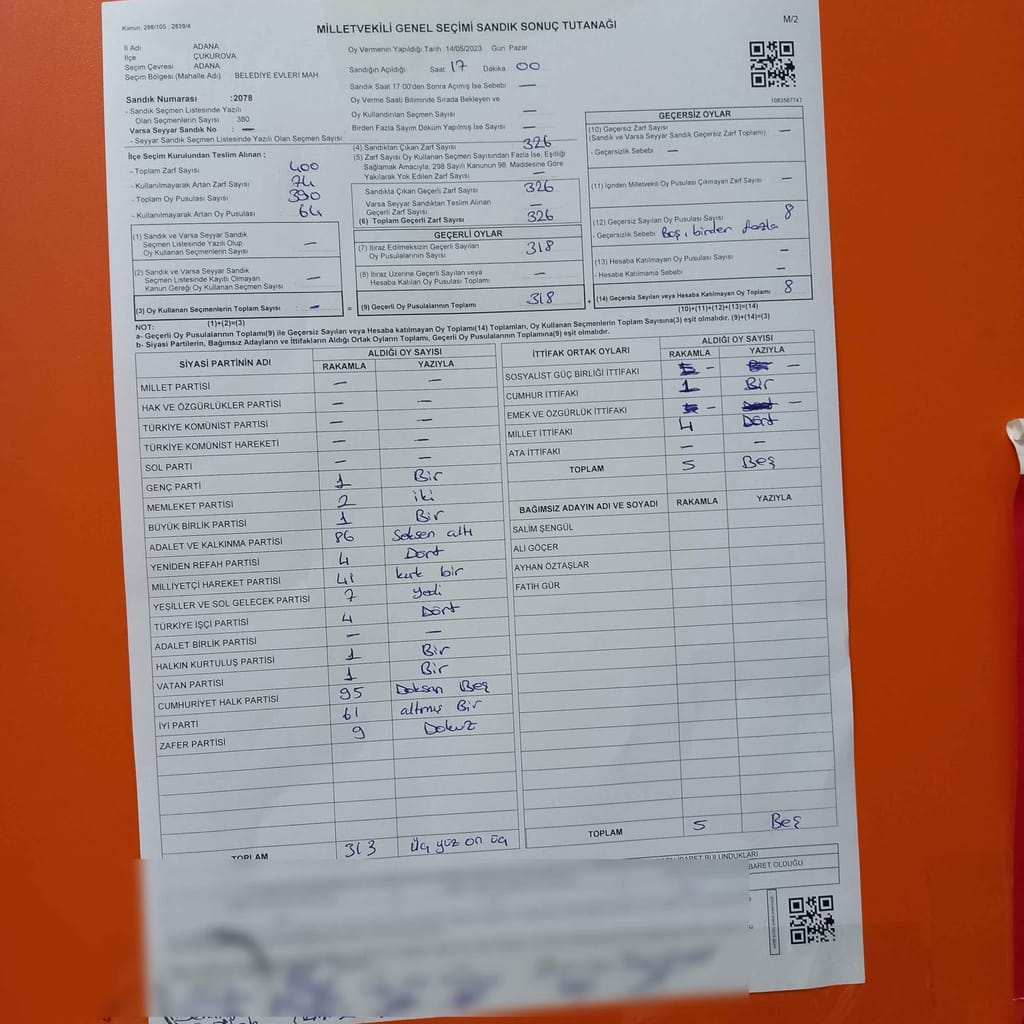 Kanun: 298/105 , 2839/4
MİLLETVEKİLİ GENEL SEÇİMİ SANDIK SONUÇ TUTANAĞI
M/2
İl Adı ADANA
İlçe ÇUKUROVA
Seçim Çevresi ADANA
Seçim Bölgesi (Mahalle Adı) BELEDİYE EVLERİ MAH
Sandık Numarası :2078
- Sandık Seçmen Listesinde Yazılı
Olan Seçmenlerin Sayısı : 380
Varsa Seyyar Sandık No : —
- Seyyar Sandık Seçmen Listesinde Yazılı Olan Seçmen Sayısı :
İlçe Seçim Kurulundan Teslim Alınan ;
- Toplam Zarf Sayısı 400
- Kullanılmayarak Artan Zarf Sayısı 74
- Toplam Oy Pusulası Sayısı 390
- Kullanılmayarak Artan Oy Pusulası 64
Oy Vermenin Yapıldığı Tarih :14/05/2023 Gün: Pazar
Sandığın Açıldığı Saat 17 Dakika 00
Sandık Saat 17:00'den Sonra Açımış İse Sebebi —
Oy Verme Saati Bitiminde Sırada Bekleyen ve
Oy Kullandırılan Seçmen Sayısı —
Birden Fazla Sayım Döküm Yapılmış İse Sayısı —
(4) Sandıktan Çıkan Zarf Sayısı 326
(5) Zarf Sayısı Oy Kullanan Seçmen Sayısından Fazla İse, Eşitliği
Sağlamak Amacıyla, 298 Sayılı Kanunun 98. Maddesine Göre
Yakılarak Yok Edilen Zarf Sayısı —
Sandıkta Çıkan Geçerli Zarf Sayısı 326
Varsa Seyyar Sandıktan Teslim Alınan
Geçerli Zarf Sayısı —
(6) Toplam Geçerli Zarf Sayısı 326
1083567747
GEÇERSİZ OYLAR
(10) Geçersiz Zarf Sayısı —
(Sandık ve Varsa Seyyar Sandık Geçersiz Zarf Toplamı)
- Geçersizlik Sebebi —
(11) İçinden Milletvekili Oy Pusulası Çıkmayan Zarf Sayısı —
(12) Geçersiz Sayılan Oy Pusulası Sayısı 8
- Geçersizlik Sebebi Boş, birden fazla
(13) Hesaba Katılmayan Oy Pusulası Sayısı —
- Hesaba Katılmama Sebebi —
(14) Geçersiz Sayılan veya Hesaba Katılmayan Oy Toplamı 8
(10)+(11)+(12)+(13)=(14)
(1) Sandık ve Varsa Seyyar Sandık
Seçmen Listesinde Yazılı Olup
Oy Kullanan Seçmenlerin Sayısı —
(2) Sandık ve Varsa Seyyar Sandık
Seçmen Listesinde Kayıtlı Olmayan
Kanun Gereği Oy Kullanan Seçmen Sayısı —
(3) Oy Kullanan Seçmenlerin Toplam Sayısı : —
(1)+(2)=(3)
=
GEÇERLİ OYLAR
(7) İtiraz Edilmeksizin Geçerli Sayılan
Oy Pusulalarının Sayısı 318
(8) İtiraz Üzerine Geçerli Sayılan veya
Hesaba Katılan Oy Pusulası Toplamı —
(9) Geçerli Oy Pusulalarının Toplamı 318
+
NOT:
a- Geçerli Oy Pusulalarının Toplamı(9) ile Geçersiz Sayılan veya Hesaba katılmayan Oy Toplamı(14) Toplamları, Oy Kullanan Seçmenlerin Toplam Sayısına(3) eşit olmalıdır. (9)+(14)=(3)
b- Siyasi Partilerin, Bağımsız Adayların ve İttifakların Aldığı Ortak Oyların Toplamı, Geçerli Oy Pusulalarının Toplamına(9) eşit olmalıdır.
SİYASİ PARTİNİN ADI ALDIĞI OY SAYISI
RAKAMLA YAZIYLA
MİLLET PARTİSİ — —
HAK VE ÖZGÜRLÜKLER PARTİSİ — —
TÜRKİYE KOMÜNİST PARTİSİ — —
TÜRKİYE KOMÜNİST HAREKETİ — —
SOL PARTİ — —
GENÇ PARTİ 1 Bir
MEMLEKET PARTİSİ 2 iki
BÜYÜK BİRLİK PARTİSİ 1 Bir
ADALET VE KALKINMA PARTİSİ 86 Seksen altı
YENİDEN REFAH PARTİSİ 4 Dört
MİLLİYETÇİ HAREKET PARTİSİ 41 kırk bir
YEŞİLLER VE SOL GELECEK PARTİSİ 7 yedi
TÜRKİYE İŞÇİ PARTİSİ 4 Dört
ADALET BİRLİK PARTİSİ — —
HALKIN KURTULUŞ PARTİSİ 1 Bir
VATAN PARTİSİ 1 Bir
CUMHURİYET HALK PARTİSİ 95 Doksan Beş
İYİ PARTİ 61 altmış Bir
ZAFER PARTİSİ 9 Dokuz
TOPLAM 313 Üç yüz on üç
İTTİFAK ORTAK OYLARI ALDIĞI OY SAYISI
RAKAMLA YAZIYLA
SOSYALİST GÜÇ BİRLİĞİ İTTİFAKI — —
CUMHUR İTTİFAKI 1 Bir
EMEK VE ÖZGÜRLÜK İTTİFAKI — —
MİLLET İTTİFAKI 4 Dört
ATA İTTİFAKI — —
TOPLAM 5 Beş
BAĞIMSIZ ADAYIN ADI VE SOYADI RAKAMLA YAZIYLA
SALİM ŞENGÜL
ALİ GÖÇER
AYHAN ÖZTAŞLAR
FATİH GÜR
TOPLAM 5 Beş
BULUNDUKLARI
OLDUĞU